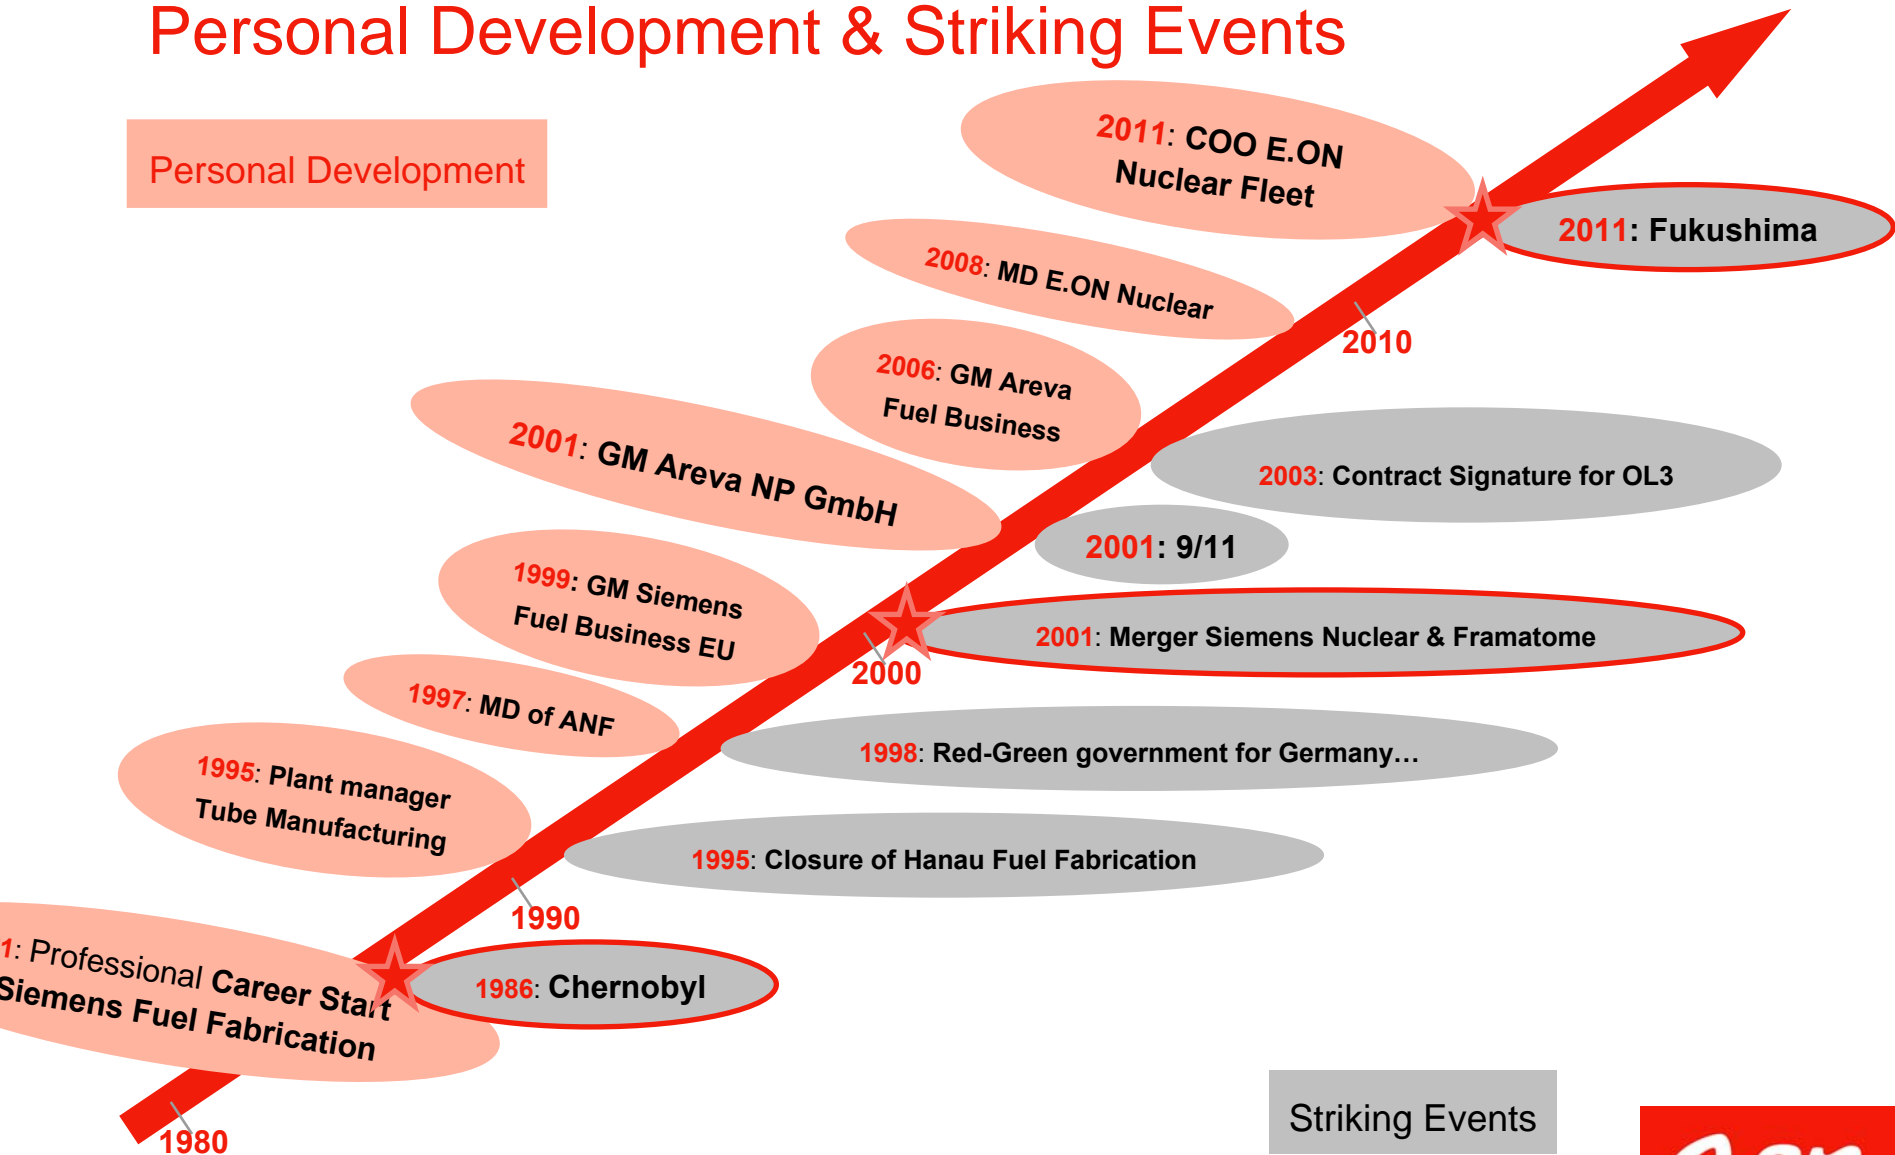 Personal Development & Striking Events
Personal Development
2011: COO E.ON
Nuclear Fleet
2011: Fukushima
2008: MD E.ON Nuclear
2010
2006: GM Areva
Fuel Business
2001: GM Areva NP GmbH
2003: Contract Signature for OL3
2001: 9/11
1999: GM Siemens
Fuel Business EU
2001: Merger Siemens Nuclear & Framatome
2000
1997: MD of ANF
1998: Red-Green government for Germany…
1995: Plant manager
Tube Manufacturing
1995: Closure of Hanau Fuel Fabrication
1990
1: Professional Career Start
Siemens Fuel Fabrication
1986: Chernobyl
Striking Events
1980